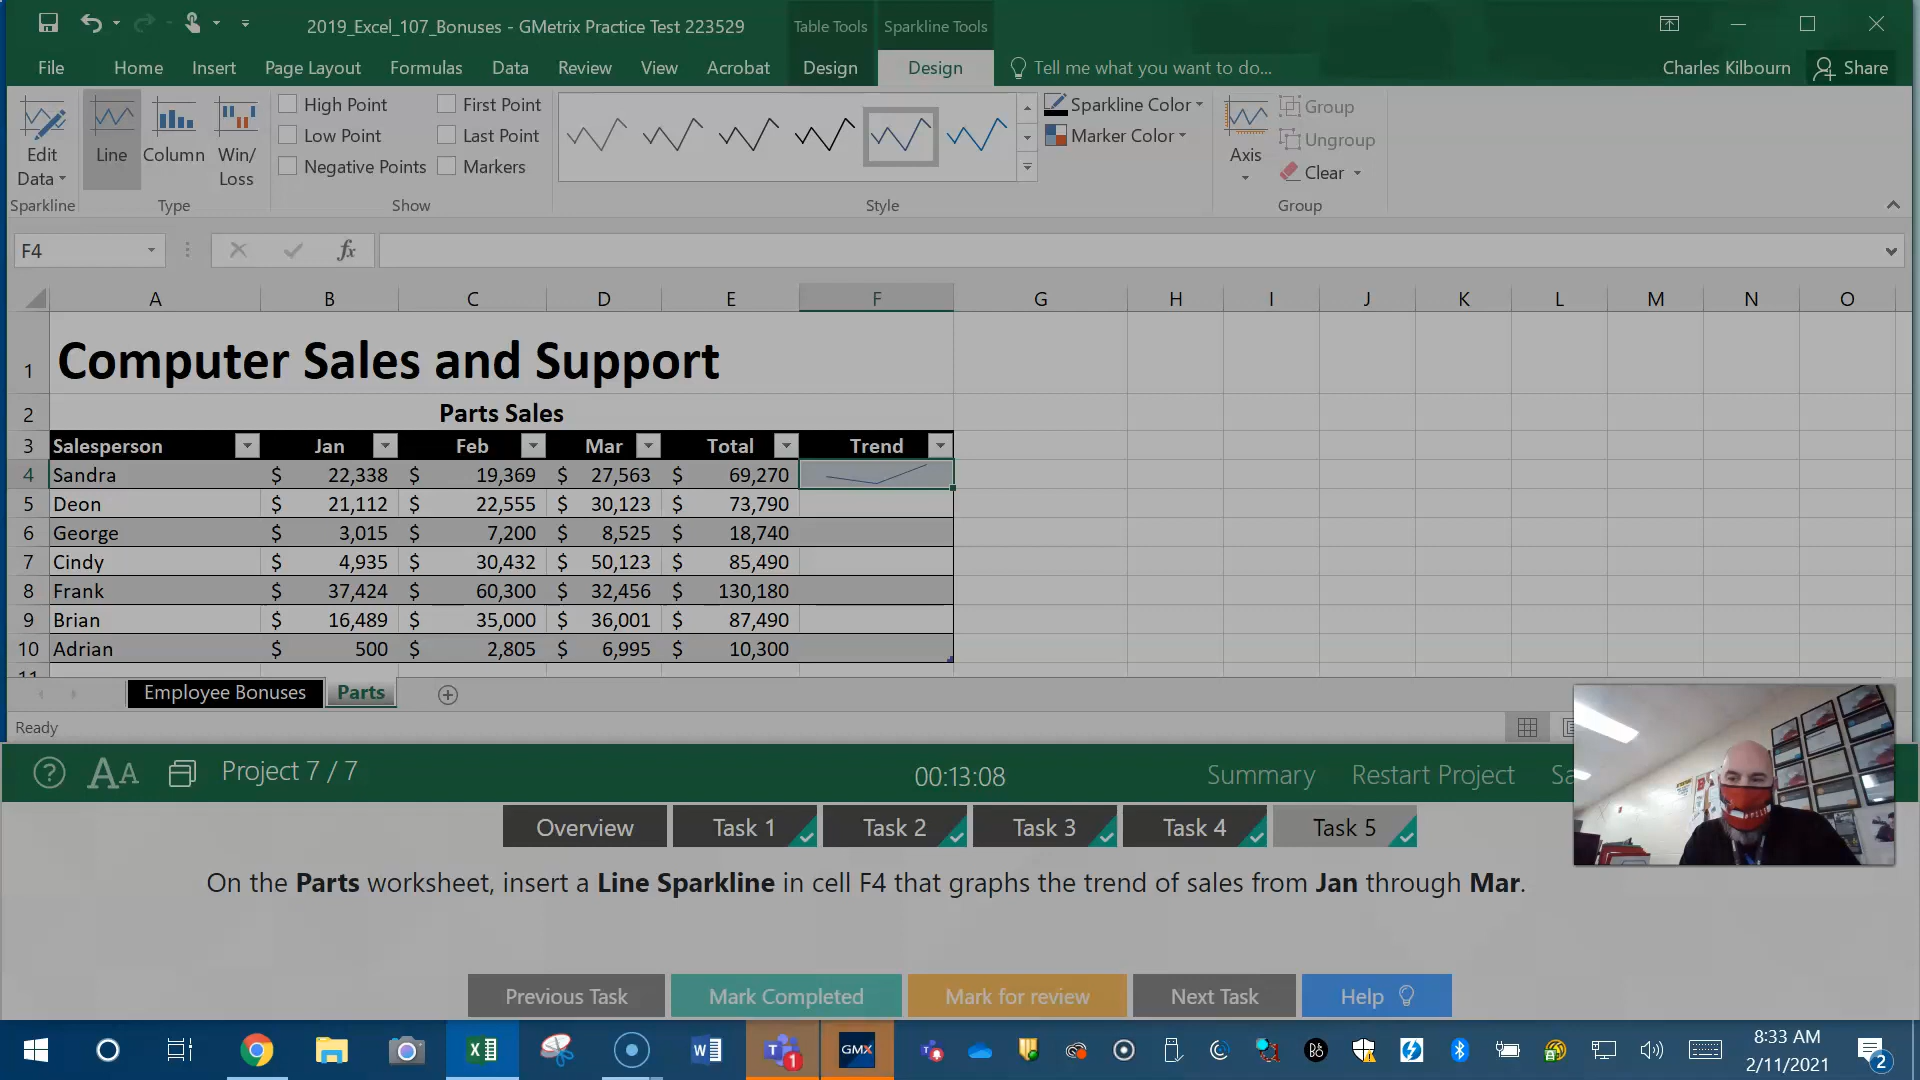 2019_Excel_107_Bonuses - GMetrix Practice Test 223529
Table Tools
Sparkline Tools
File
Home
Insert
Page Layout
Formulas
Data
Review
View
Acrobat
Design
Design
Tell me what you want to do...
Charles Kilbourn
Share
Edit Data
Line
Column
Win/ Loss
High Point
First Point
Low Point
Last Point
Negative Points
Markers
Sparkline Color
Marker Color
Axis
Group
Ungroup
Clear
Sparkline
Type
Show
Style
Group
F4
fx
A B C D E F G H I J K L M N O
1 Computer Sales and Support
2 Parts Sales
3 Salesperson Jan Feb Mar Total Trend
4 Sandra $ 22,338 $ 19,369 $ 27,563 $ 69,270
5 Deon $ 21,112 $ 22,555 $ 30,123 $ 73,790
6 George $ 3,015 $ 7,200 $ 8,525 $ 18,740
7 Cindy $ 4,935 $ 30,432 $ 50,123 $ 85,490
8 Frank $ 37,424 $ 60,300 $ 32,456 $ 130,180
9 Brian $ 16,489 $ 35,000 $ 36,001 $ 87,490
10 Adrian $ 500 $ 2,805 $ 6,995 $ 10,300
11
Employee Bonuses
Parts
Ready
? AA Project 7 / 7
00:13:08
Summary
Restart Project
Overview
Task 1
Task 2
Task 3
Task 4
Task 5
On the Parts worksheet, insert a Line Sparkline in cell F4 that graphs the trend of sales from Jan through Mar.
Previous Task
Mark Completed
Mark for review
Next Task
Help
GMX
8:33 AM
2/11/2021
2